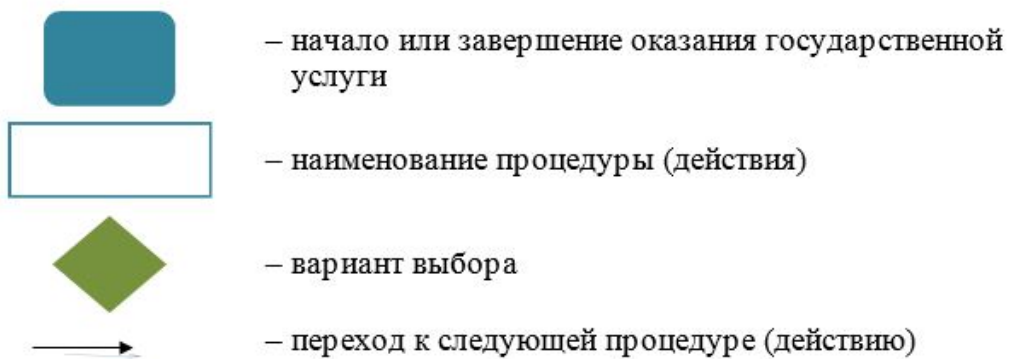 – начало или завершение оказания государственной
услуги
– наименование процедуры (действия)
– вариант выбора
– переход к следующей процедуре (действию)